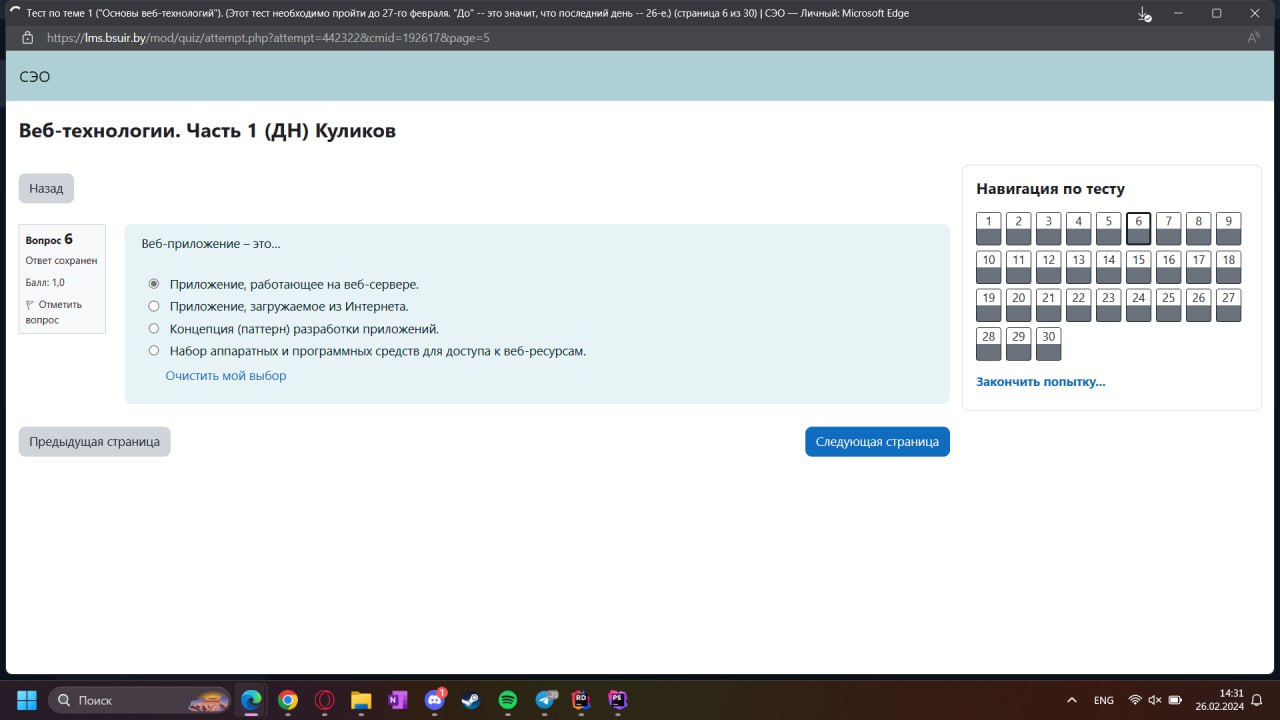 Тест по теме 1 ("Основы веб-технологий"). (Этот тест необходимо пройти до 27-го февраля. "До" -- это значит, что последний день -- 26-е.) (страница 6 из 30) | СЭО — Личный: Microsoft Edge
https://lms.bsuir.by/mod/quiz/attempt.php?attempt=442322&cmid=192617&page=5
СЭО
Веб-технологии. Часть 1 (ДН) Куликов
Назад
Вопрос 6
Ответ сохранен
Балл: 1,0
Отметить
вопрос
Веб-приложение – это...
Приложение, работающее на веб-сервере.
Приложение, загружаемое из Интернета.
Концепция (паттерн) разработки приложений.
Набор аппаратных и программных средств для доступа к веб-ресурсам.
Очистить мой выбор
Предыдущая страница
Следующая страница
Навигация по тесту
1 2 3 4 5 6 7 8 9
10 11 12 13 14 15 16 17 18
19 20 21 22 23 24 25 26 27
28 29 30
Закончить попытку...
Поиск
1
RD
PS
ENG
14:31
26.02.2024